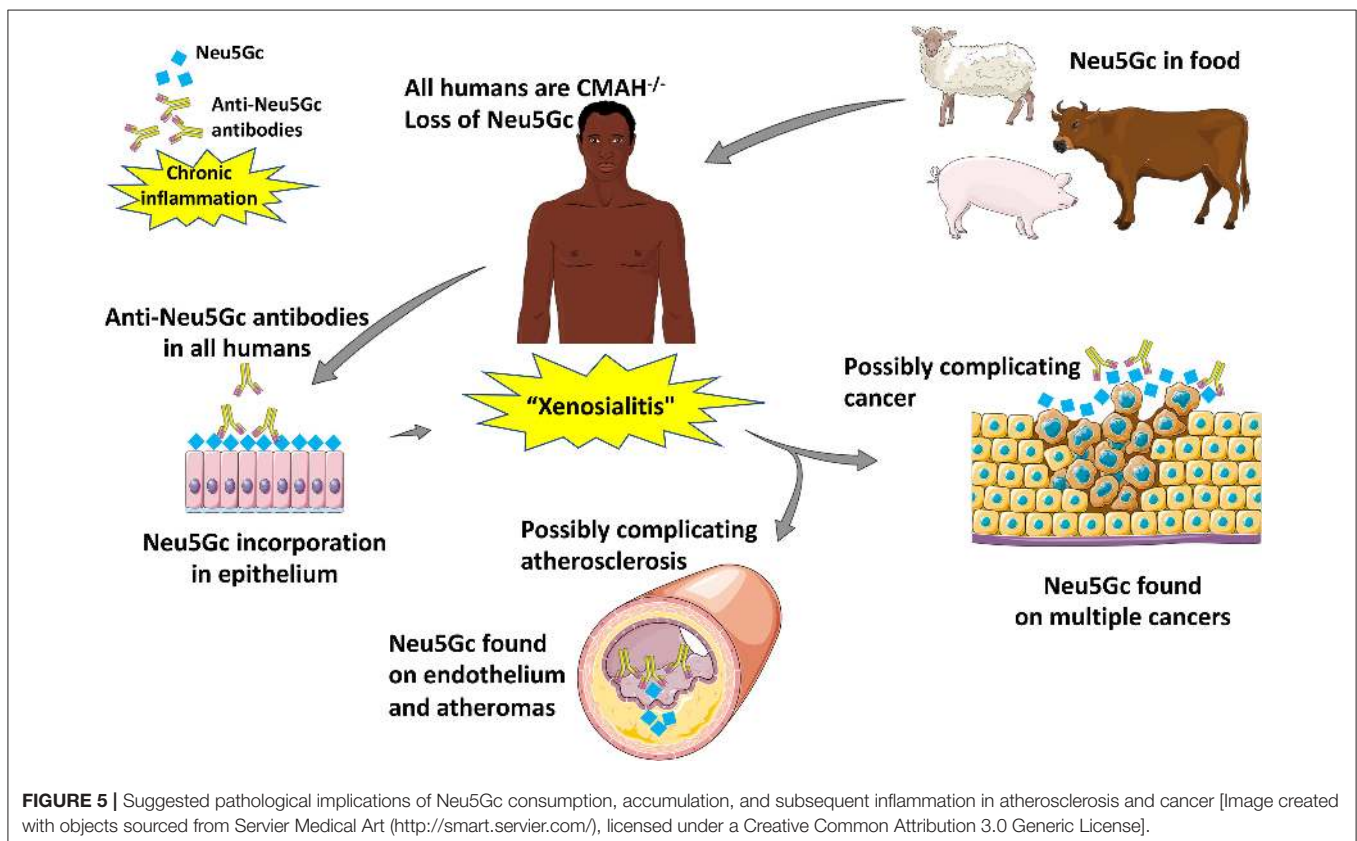 Neu5Gc
Anti-Neu5Gc
antibodies
Chronic
inflammation
All humans are CMAH-/-
Loss of Neu5Gc
Neu5Gc in food
Anti-Neu5Gc antibodies
in all humans
Neu5Gc incorporation
in epithelium
“Xenosialitis"
Possibly complicating
cancer
Neu5Gc found
on multiple cancers
Possibly complicating
atherosclerosis
Neu5Gc found
on endothelium
and atheromas
FIGURE 5 | Suggested pathological implications of Neu5Gc consumption, accumulation, and subsequent inflammation in atherosclerosis and cancer [Image created
with objects sourced from Servier Medical Art (http://smart.servier.com/), licensed under a Creative Common Attribution 3.0 Generic License].